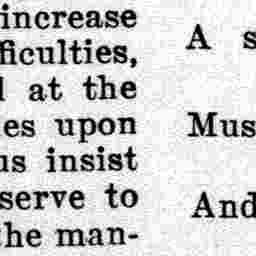 increase
ficulties,
at the
es upon
us insist
serve to
the man-
A s
Mus
And